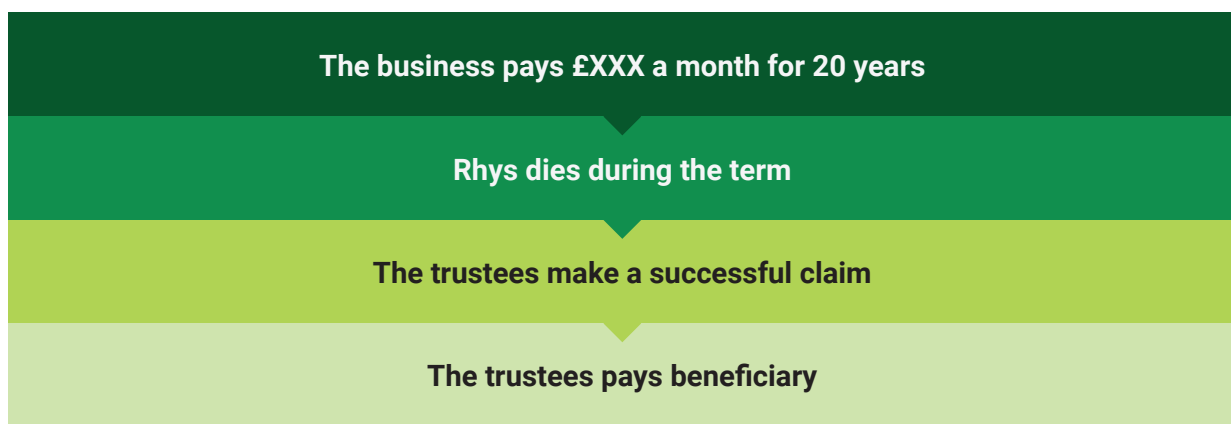 The business pays £XXX a month for 20 years
Rhys dies during the term
The trustees make a successful claim
The trustees pays beneficiary